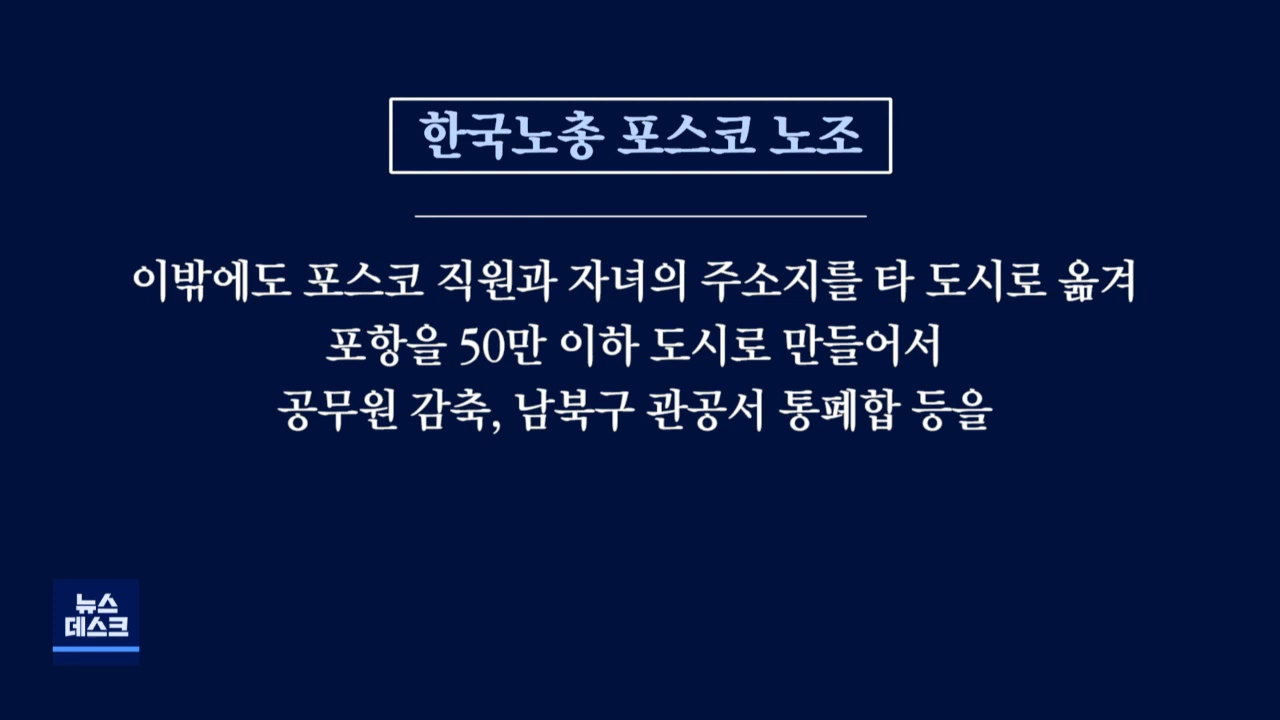 한국노총 포스코 노조
이밖에도 포스코 직원과 자녀의 주소지를 타 도시로 옮겨
포항을 50만 이하 도시로 만들어서
공무원 감축, 남북구 관공서 통폐합 등을
뉴스
데스크